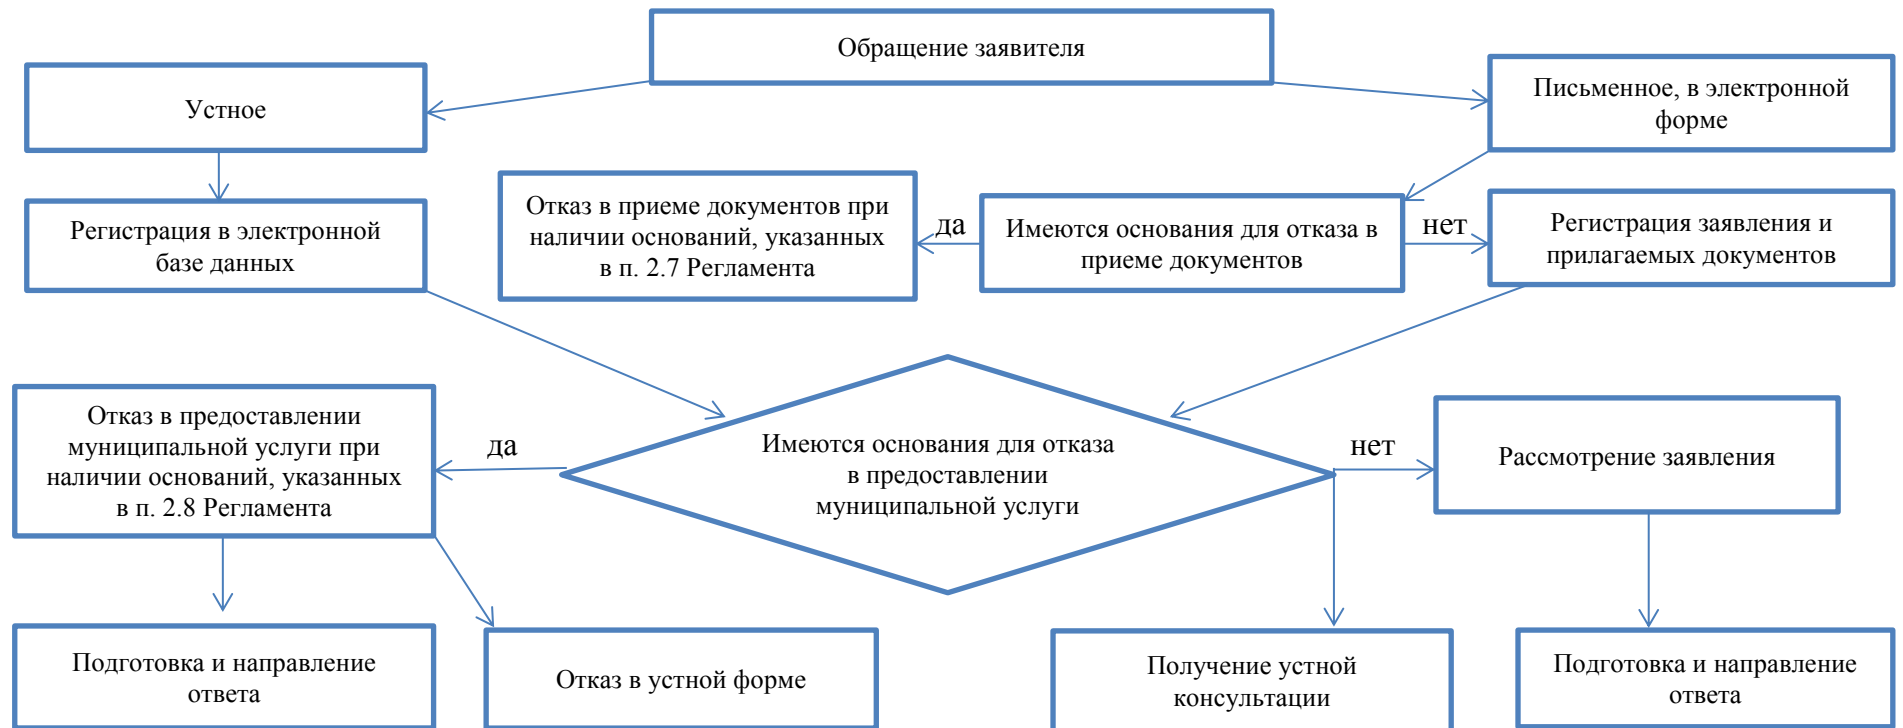 Обращение заявителя
Устное
Письменное, в электронной
форме
Отказ в приеме документов при
наличии оснований, указанных
в п. 2.7 Регламента
да
Имеются основания для отказа в
приеме документов
нет
Регистрация заявления и
прилагаемых документов
Регистрация в электронной
базе данных
Отказ в предоставлении
муниципальной услуги при
наличии оснований, указанных
в п. 2.8 Регламента
да
Имеются основания для отказа
в предоставлении
муниципальной услуги
нет
Рассмотрение заявления
Подготовка и направление
ответа
Отказ в устной форме
Получение устной
консультации
Подготовка и направление
ответа